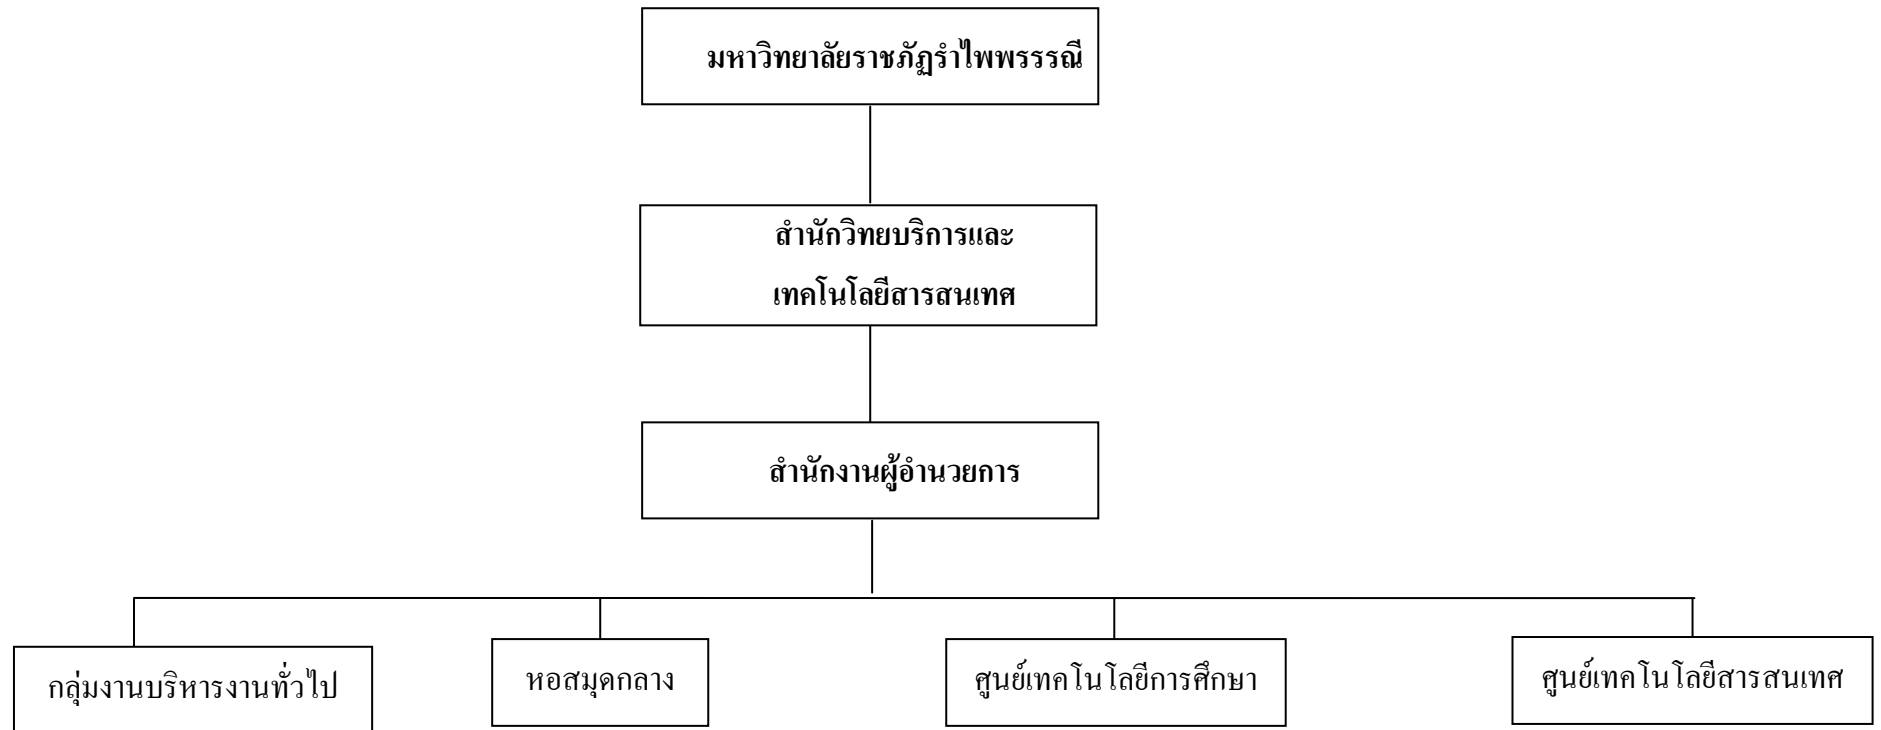 มหาวิทยาลัยราชภัฏรำไพพรรรณี
สำนักวิทยบริการและ
เทคโนโลยีสารสนเทศ
สำนักงานผู้อำนวยการ
กลุ่มงานบริหารงานทั่วไป
หอสมุดกลาง
ศูนย์เทคโนโลยีการศึกษา
ศูนย์เทคโนโลยีสารสนเทศ